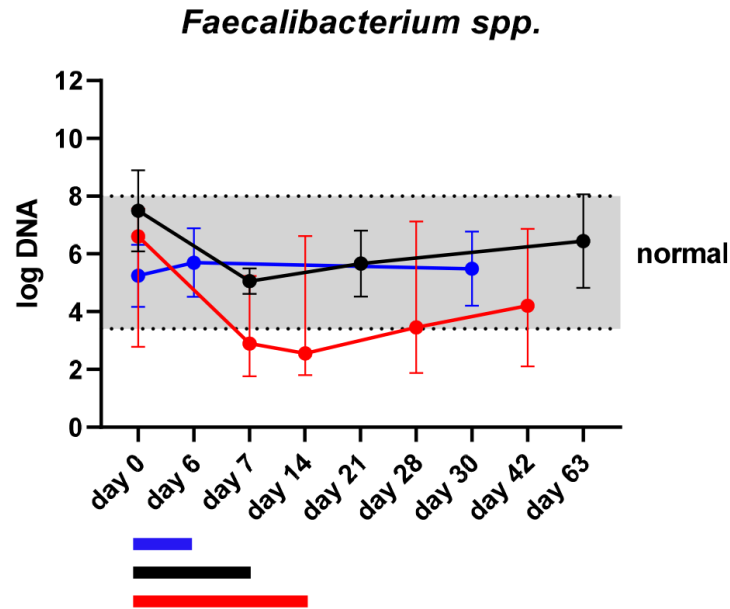 Faecalibacterium spp.
12
10
8
6
4
2
0
log DNA
normal
day 0
day 6
day 7
day 14
day 21
day 28
day 30
day 42
day 63